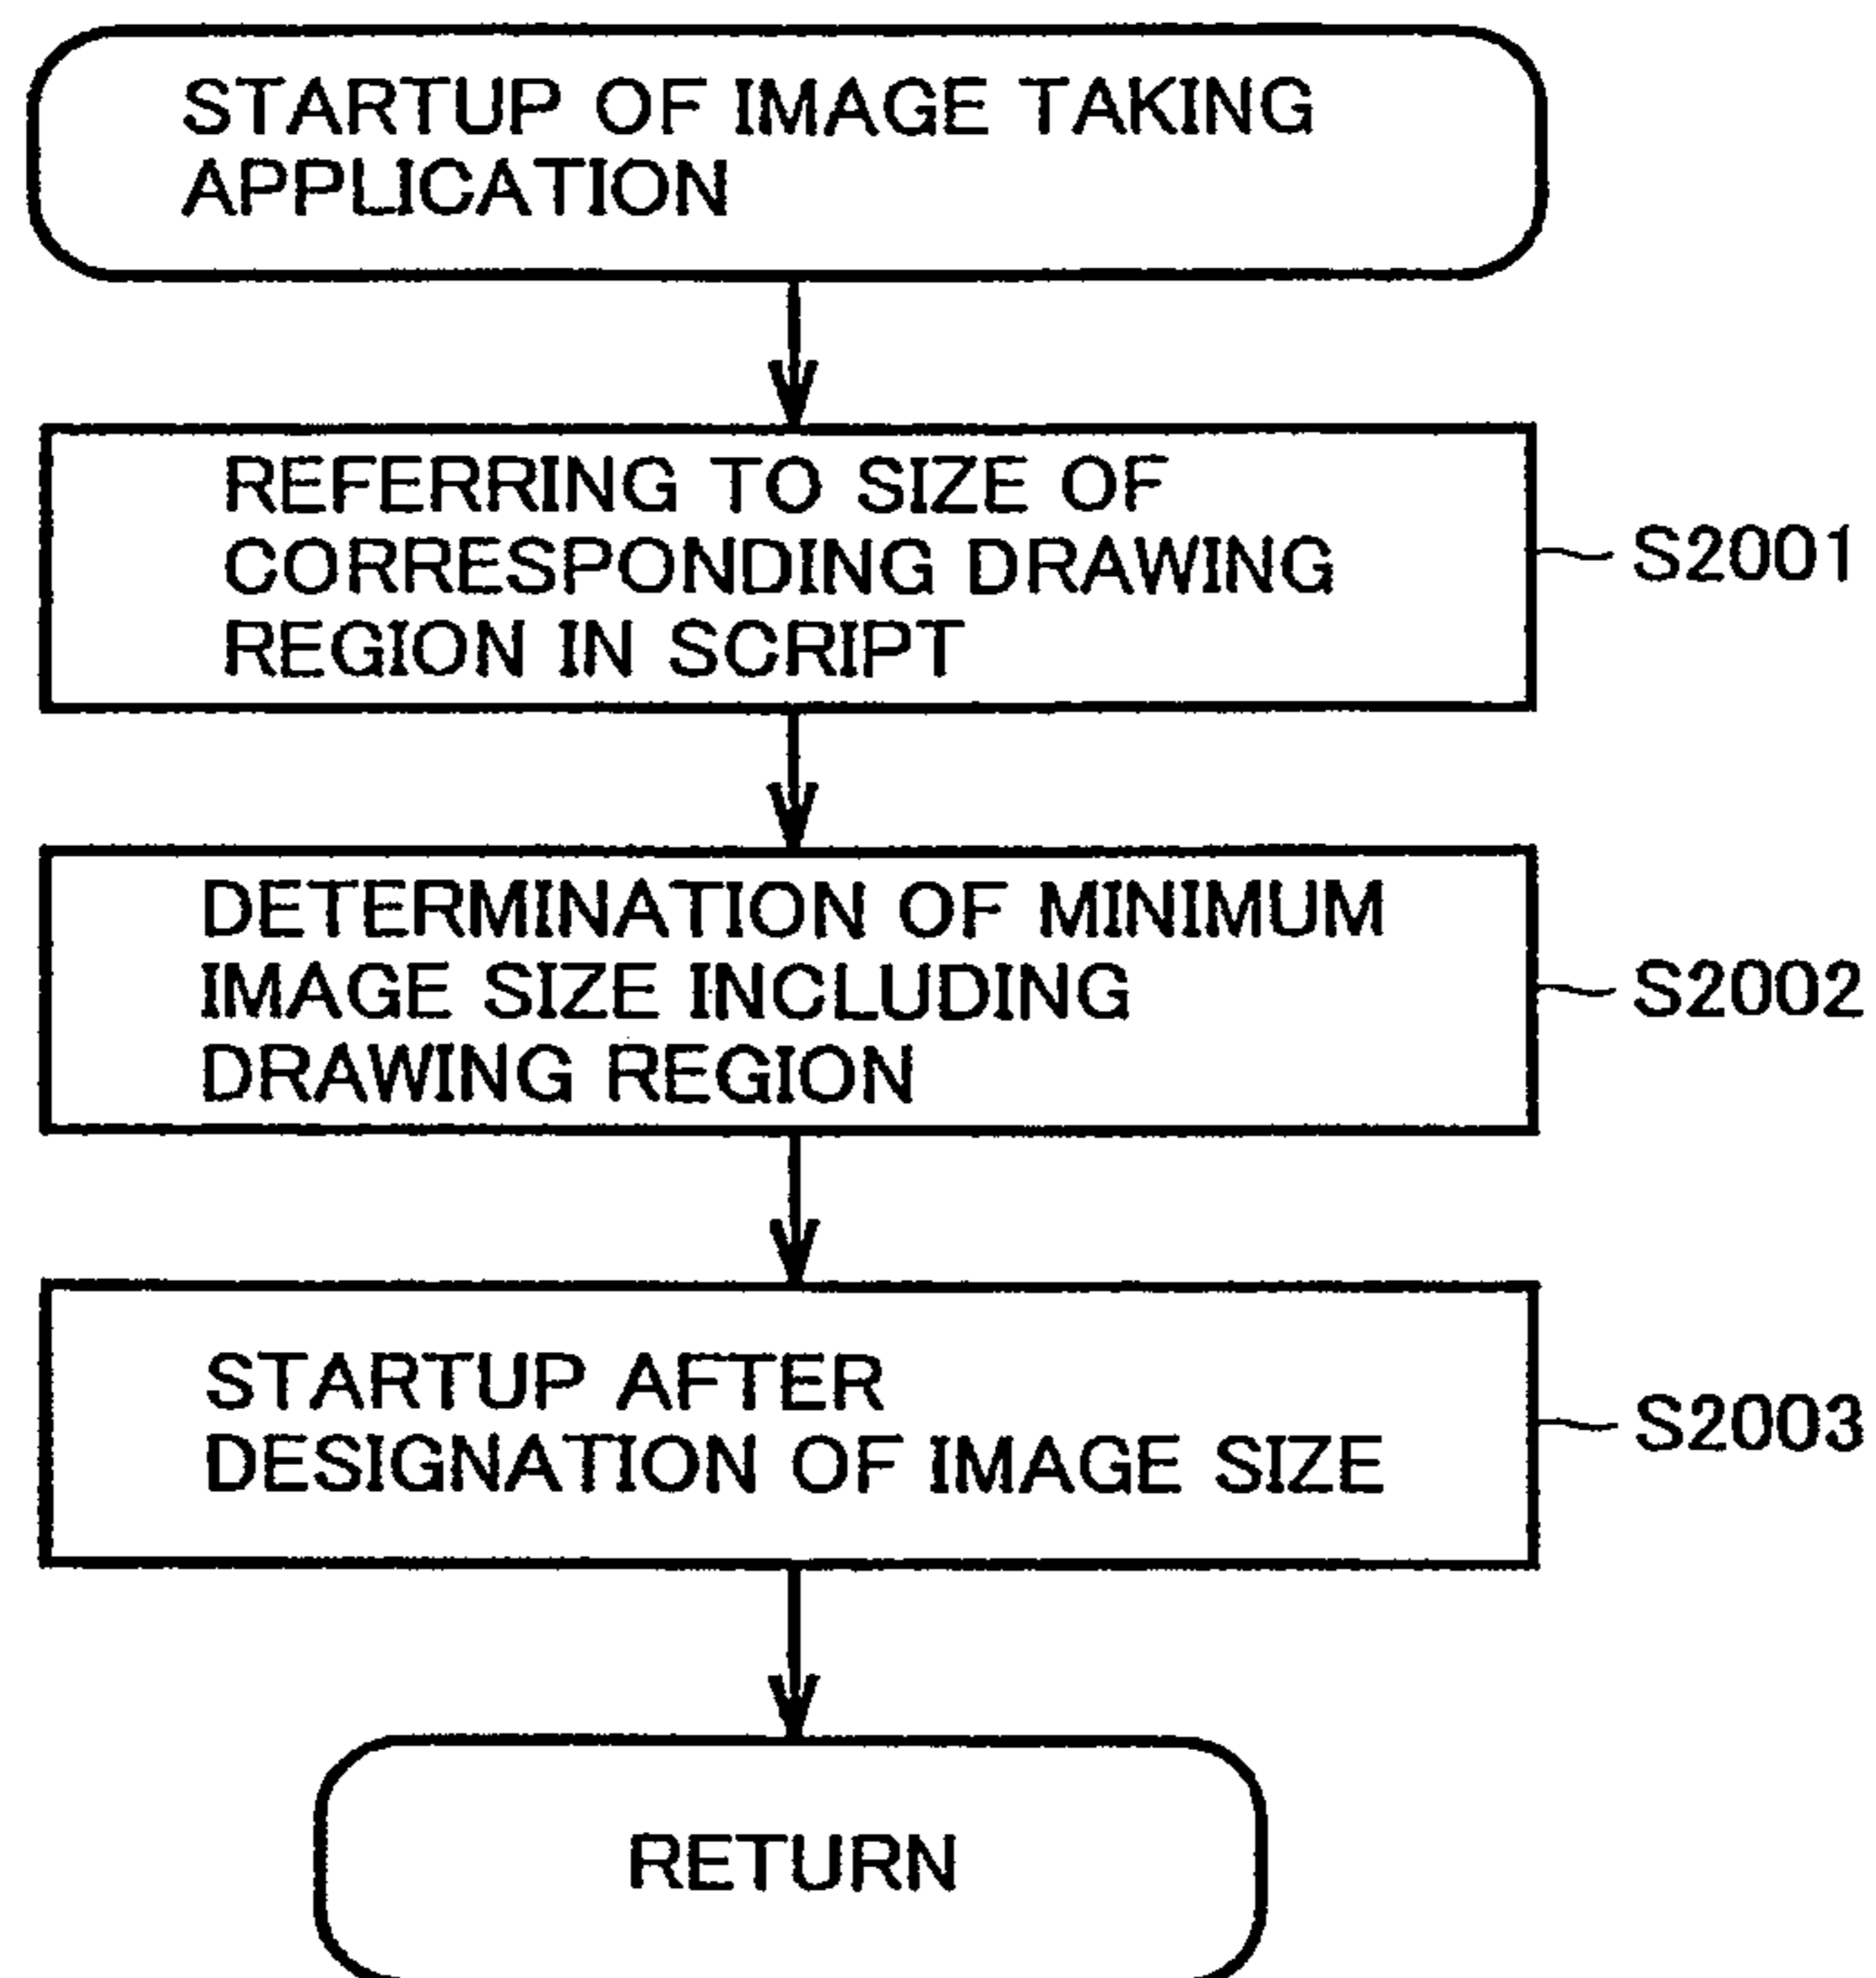 STARTUP OF IMAGE TAKING
APPLICATION
REFERRING TO SIZE OF
CORRESPONDING DRAWING
REGION IN SCRIPT
S2001
DETERMINATION OF MINIMUM
IMAGE SIZE INCLUDING
DRAWING REGION
S2002
STARTUP AFTER
DESIGNATION OF IMAGE SIZE
S2003
RETURN